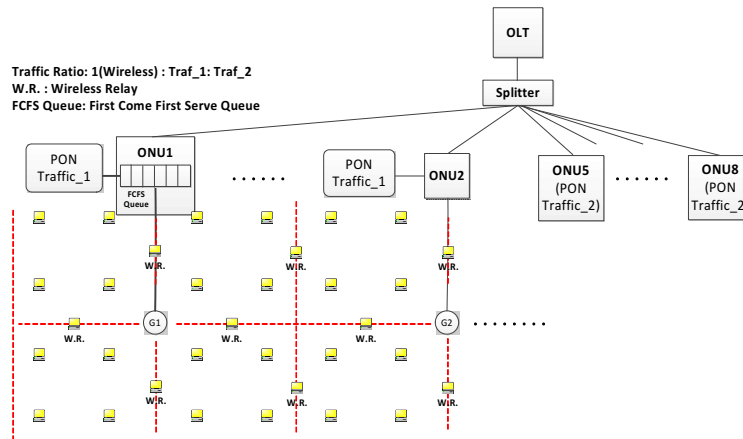 OLT
Traffic Ratio: 1(Wireless) : Traf_1: Traf_2
W.R. : Wireless Relay
FCFS Queue: First Come First Serve Queue
Splitter
PON
Traffic_1
ONU1
FCFS
Queue
......
PON
Traffic_1
ONU2
ONU5
(PON
Traffic_2)
......
ONU8
(PON
Traffic_2
W.R.
W.R.
W.R.
G1
G2
........
W.R.
W.R.
W.R.
W.R.
W.R.
W.R.